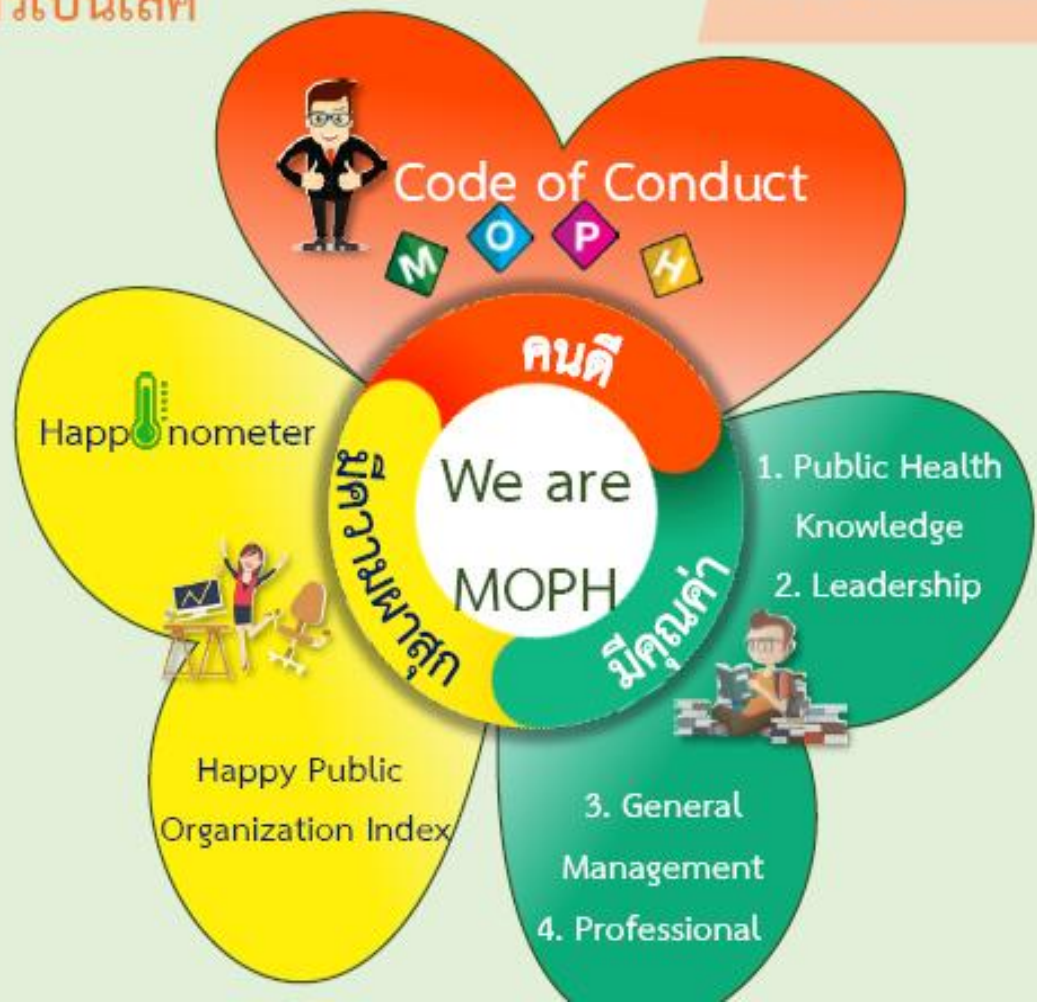 Code of Conduct
M O P H
คนดี
Happ nometer
มีความผาสุก
We are
MOPH
มีคุณค่า
1. Public Health
Knowledge
2. Leadership
Happy Public
Organization Index
3. General
Management
4. Professional